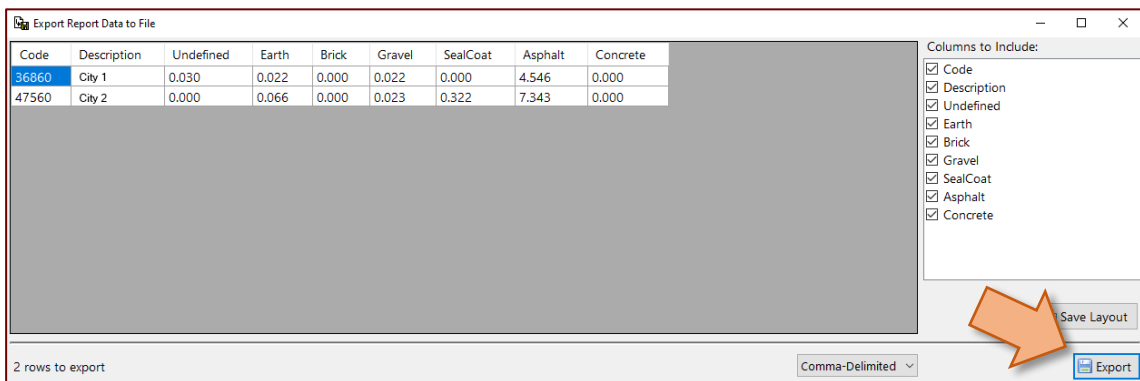 Export Report Data to File
Code Description Undefined Earth Brick Gravel SealCoat Asphalt Concrete
36860 City 1 0.030 0.022 0.000 0.022 0.000 4.546 0.000
47560 City 2 0.000 0.066 0.000 0.023 0.322 7.343 0.000
Columns to Include:
Code
Description
Undefined
Earth
Brick
Gravel
SealCoat
Asphalt
Concrete
Save Layout
2 rows to export
Comma-Delimited
Export